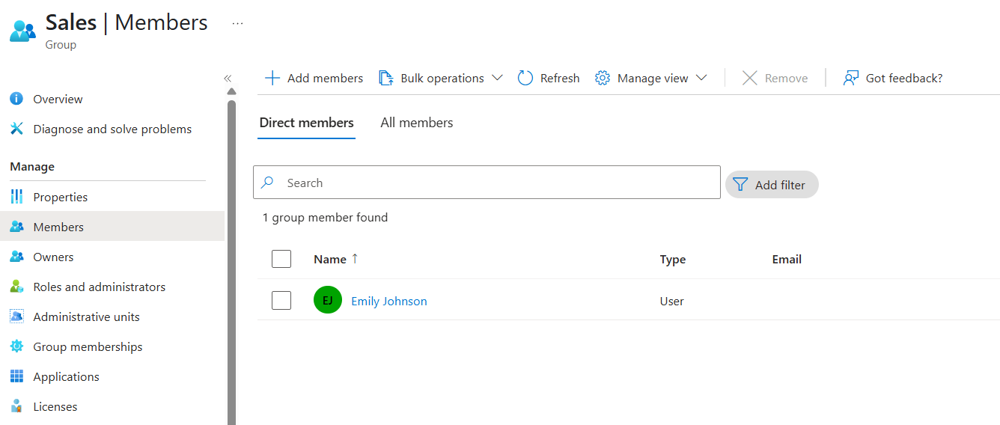 Sales | Members ...
Group
Overview
Diagnose and solve problems
Manage
Properties
Members
Owners
Roles and administrators
Administrative units
Group memberships
Applications
Licenses
Add members Bulk operations Refresh Manage view Remove Got feedback?
Direct members All members
Search Add filter
1 group member found
Name ↑ Type Email
EJ Emily Johnson User